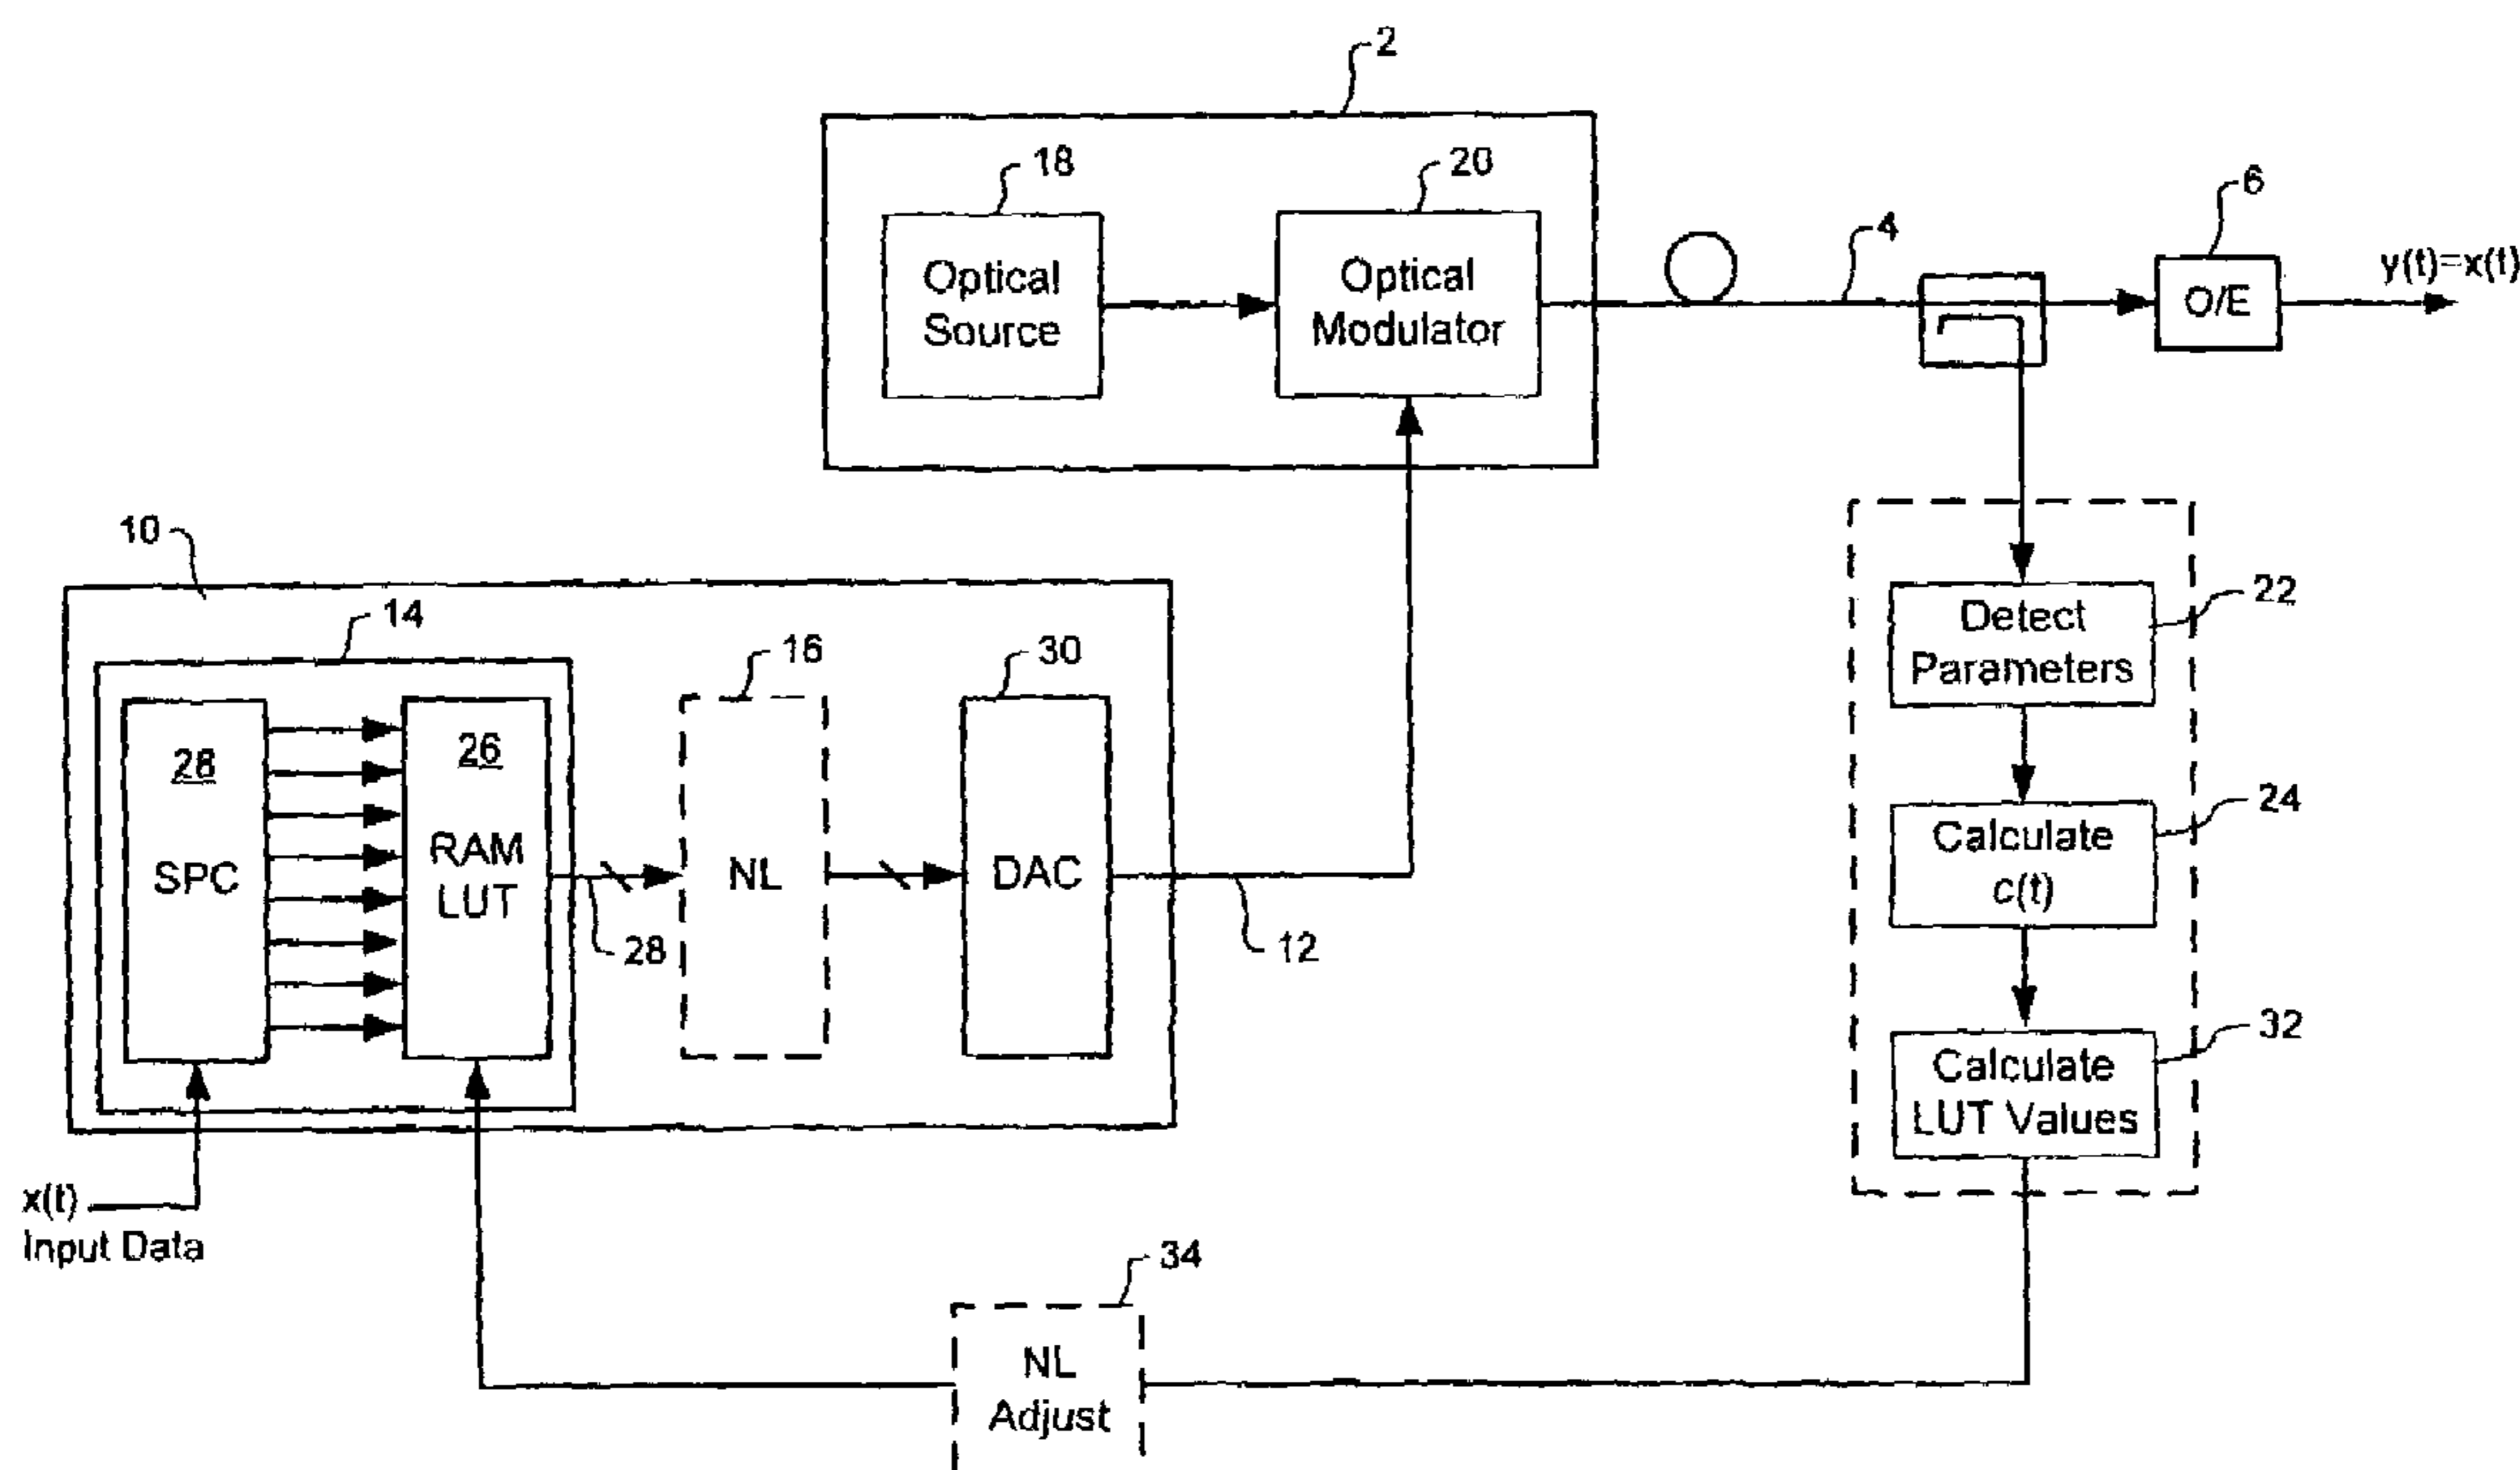 2
18
20
6
4
Optical
Source
Optical
Modulator
O/E
y(t)=x(t)
10
14
16
30
22
Detect
Parameters
28
SPC
26
RAM
LUT
NL
DAC
24
Calculate
c(t)
28
12
32
Calculate
LUT Values
x(t)
Input Data
34
NL
Adjust